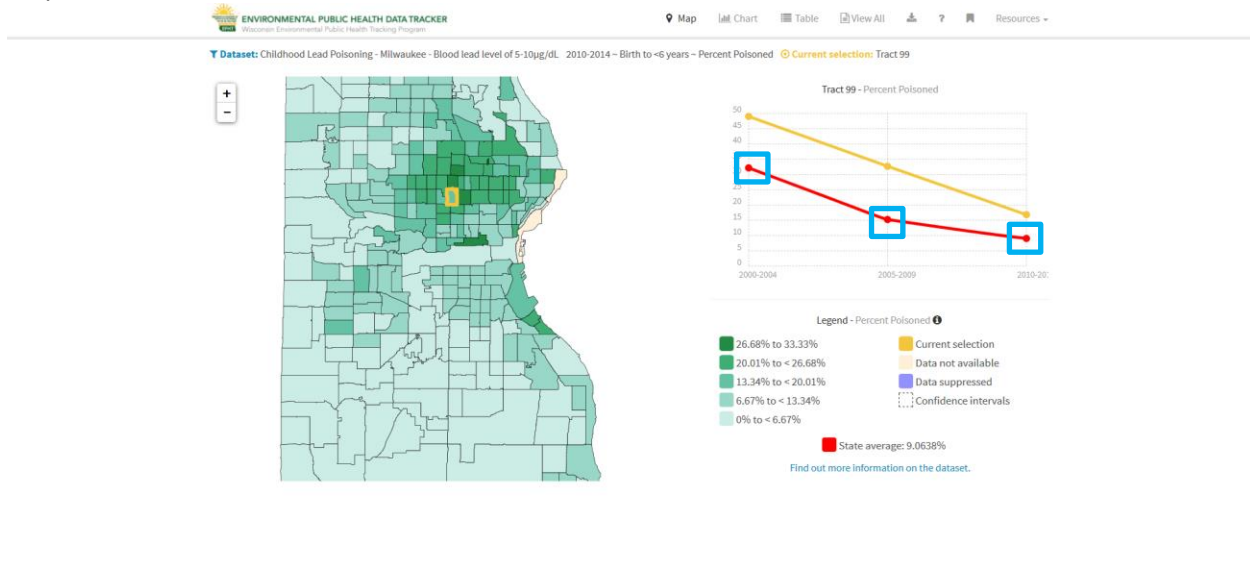 ENVIRONMENTAL PUBLIC HEALTH DATA TRACKER
Wisconsin Environmental Public Health Tracking Program
EPHT
Map Chart Table View All ? Resources
Dataset: Childhood Lead Poisoning - Milwaukee - Blood lead level of 5-10µg/dL 2010-2014 ~ Birth to <6 years ~ Percent Poisoned Current selection: Tract 99
+
−
Tract 99 - Percent Poisoned
50
45
40
25
20
15
10
5
0
2000-2004 2005-2009 2010-20
Legend - Percent Poisoned
26.68% to 33.33% Current selection
20.01% to < 26.68% Data not available
13.34% to < 20.01% Data suppressed
6.67% to < 13.34% Confidence intervals
0% to < 6.67%
State average: 9.0638%
Find out more information on the dataset.